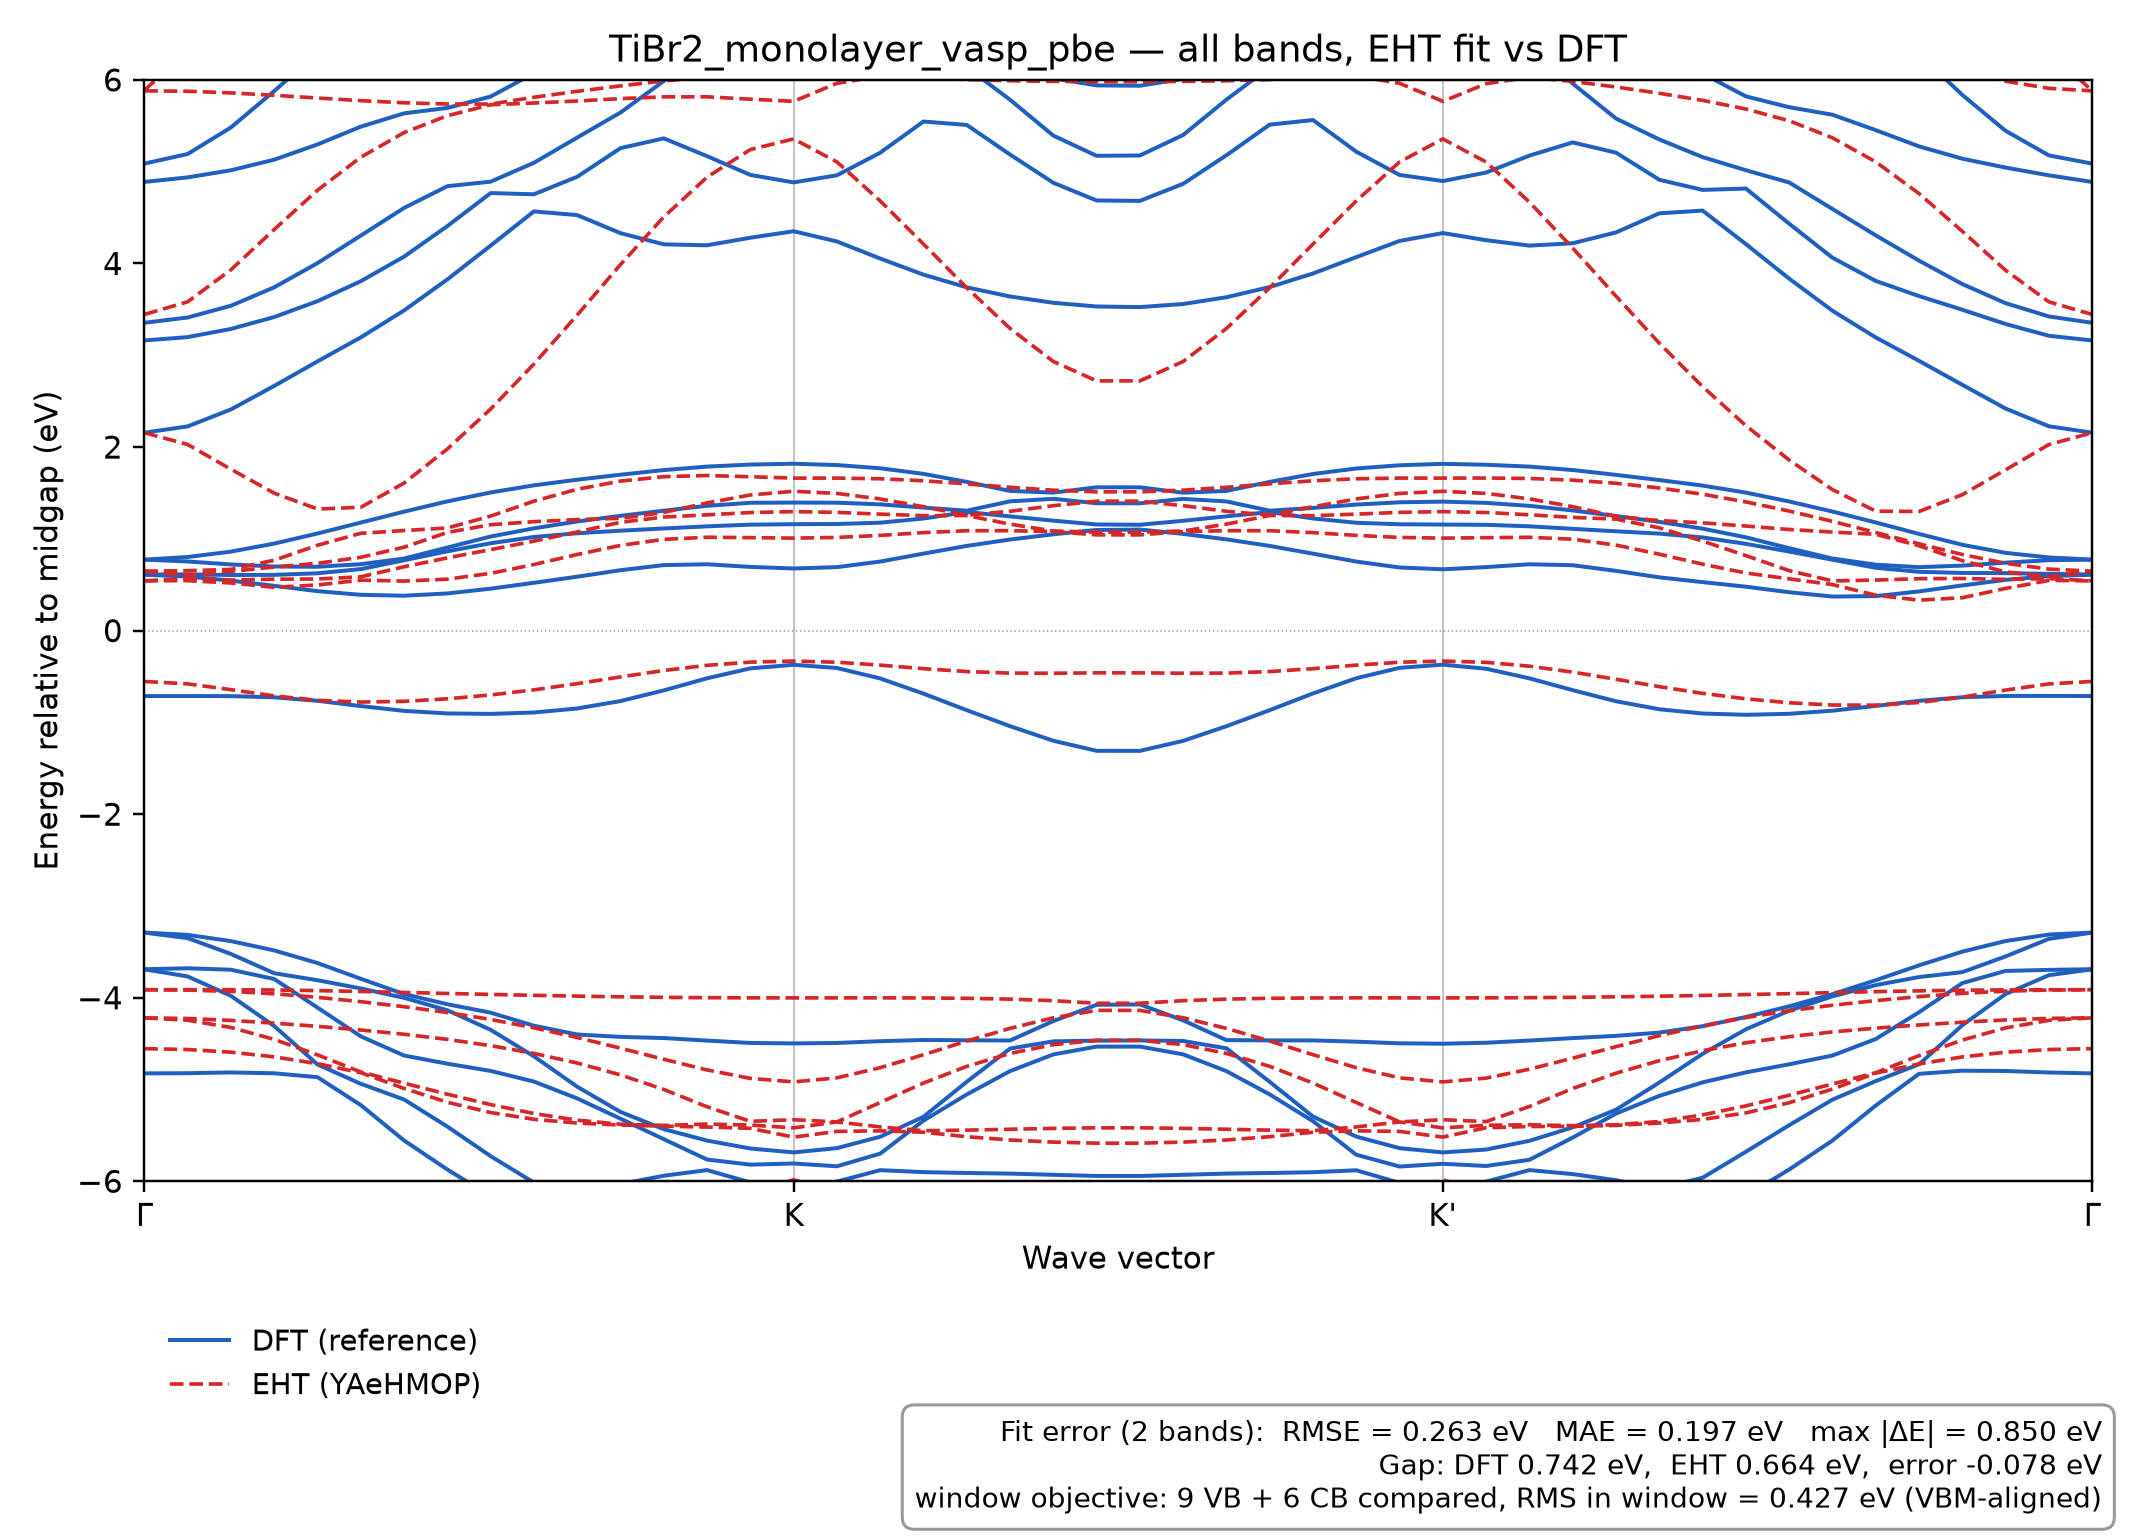 TiBr2_monolayer_vasp_pbe — all bands, EHT fit vs DFT
Energy relative to midgap (eV)
6
4
2
0
−2
−4
−6
Γ K K' Γ
Wave vector
DFT (reference)
EHT (YAeHMOP)
Fit error (2 bands): RMSE = 0.263 eV MAE = 0.197 eV max |ΔE| = 0.850 eV
Gap: DFT 0.742 eV, EHT 0.664 eV, error -0.078 eV
window objective: 9 VB + 6 CB compared, RMS in window = 0.427 eV (VBM-aligned)